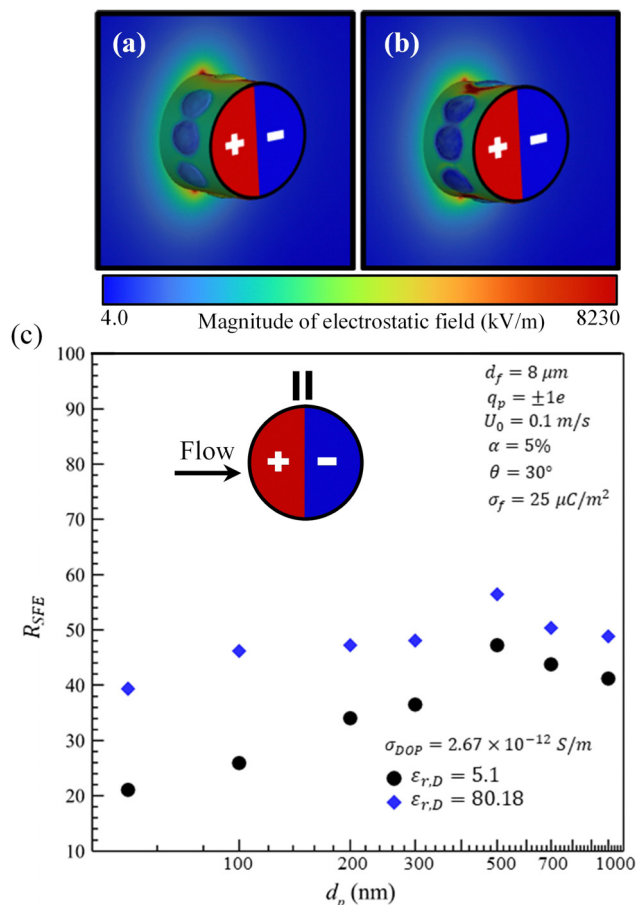 (a)
(b)
+ -
+ -
4.0 Magnitude of electrostatic field (kV/m) 8230
(c)
100
90
80
70
60
50
40
30
20
10
R_SFE
Flow
+ -
d_f = 8 μm
q_p = ±1e
U_0 = 0.1 m/s
α = 5%
θ = 30°
σ_f = 25 μC/m²
σ_DOP = 2.67 × 10⁻¹² S/m
ε_r,D = 5.1
ε_r,D = 80.18
100 200 300 500 700 1000
d_p (nm)